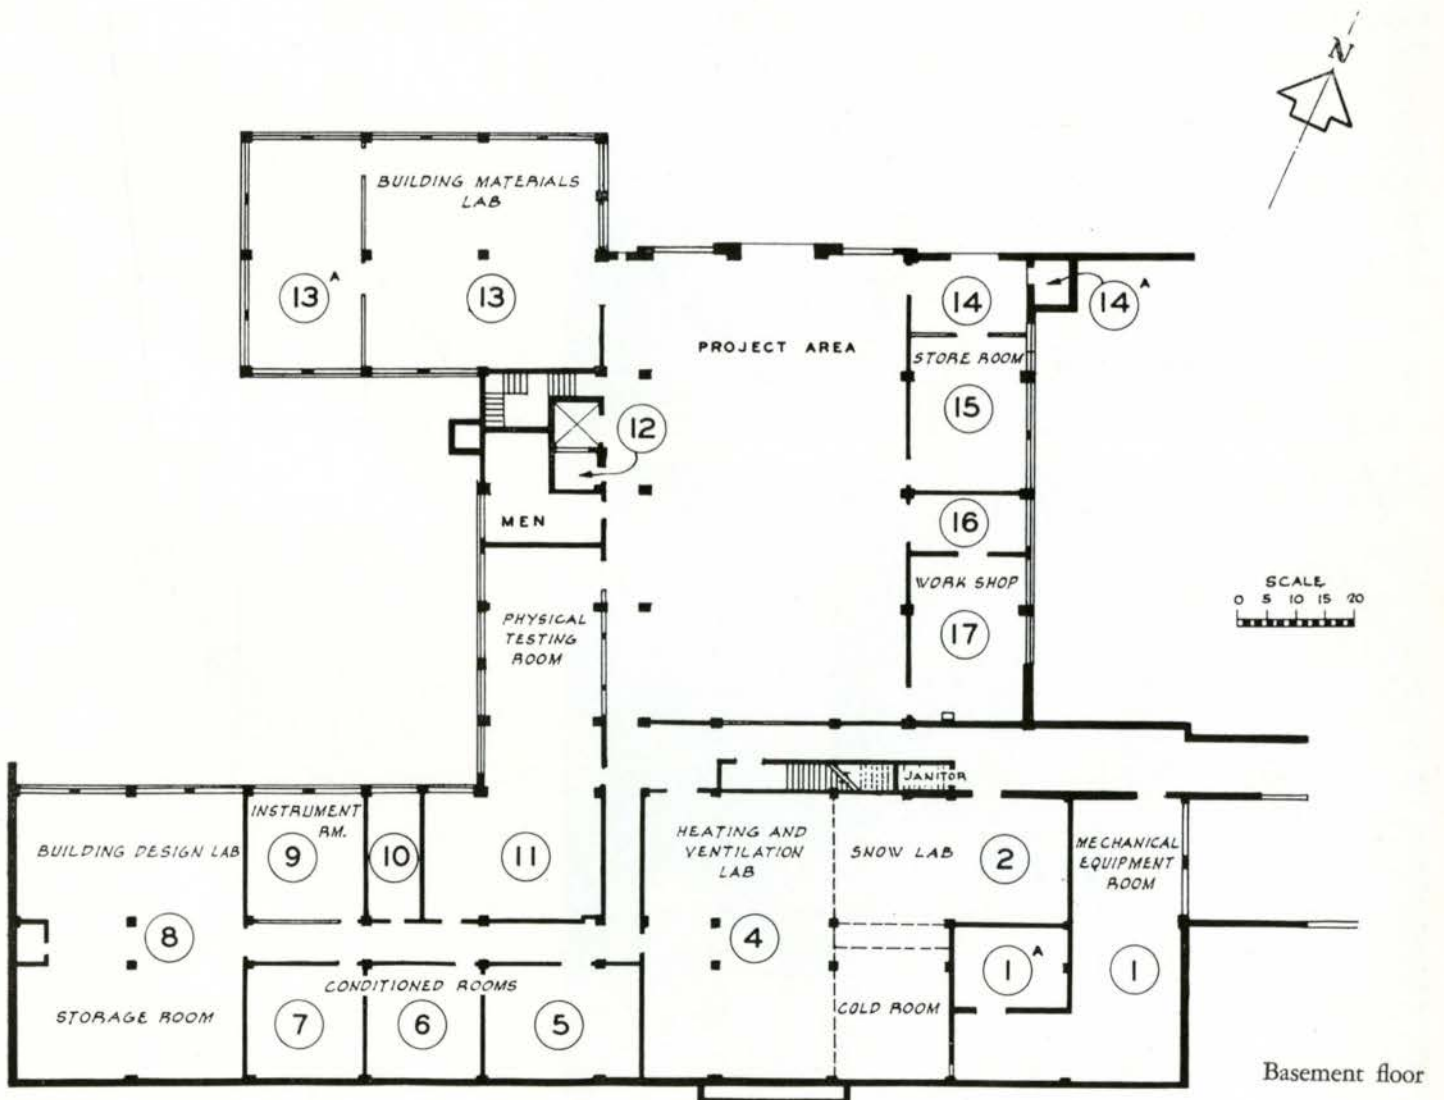 N
BUILDING MATERIALS
LAB
13 A
13
14
14 A
PROJECT AREA
STORE ROOM
15
12
MEN
16
WORK SHOP
17
SCALE
0 5 10 15 20
PHYSICAL
TESTING
ROOM
JANITOR
INSTRUMENT
RM.
9
10
11
BUILDING DESIGN LAB
8
STORAGE ROOM
HEATING AND
VENTILATION
LAB
4
SNOW LAB
2
MECHANICAL
EQUIPMENT
ROOM
1
1 A
COLD ROOM
CONDITIONED ROOMS
7
6
5
Basement floor